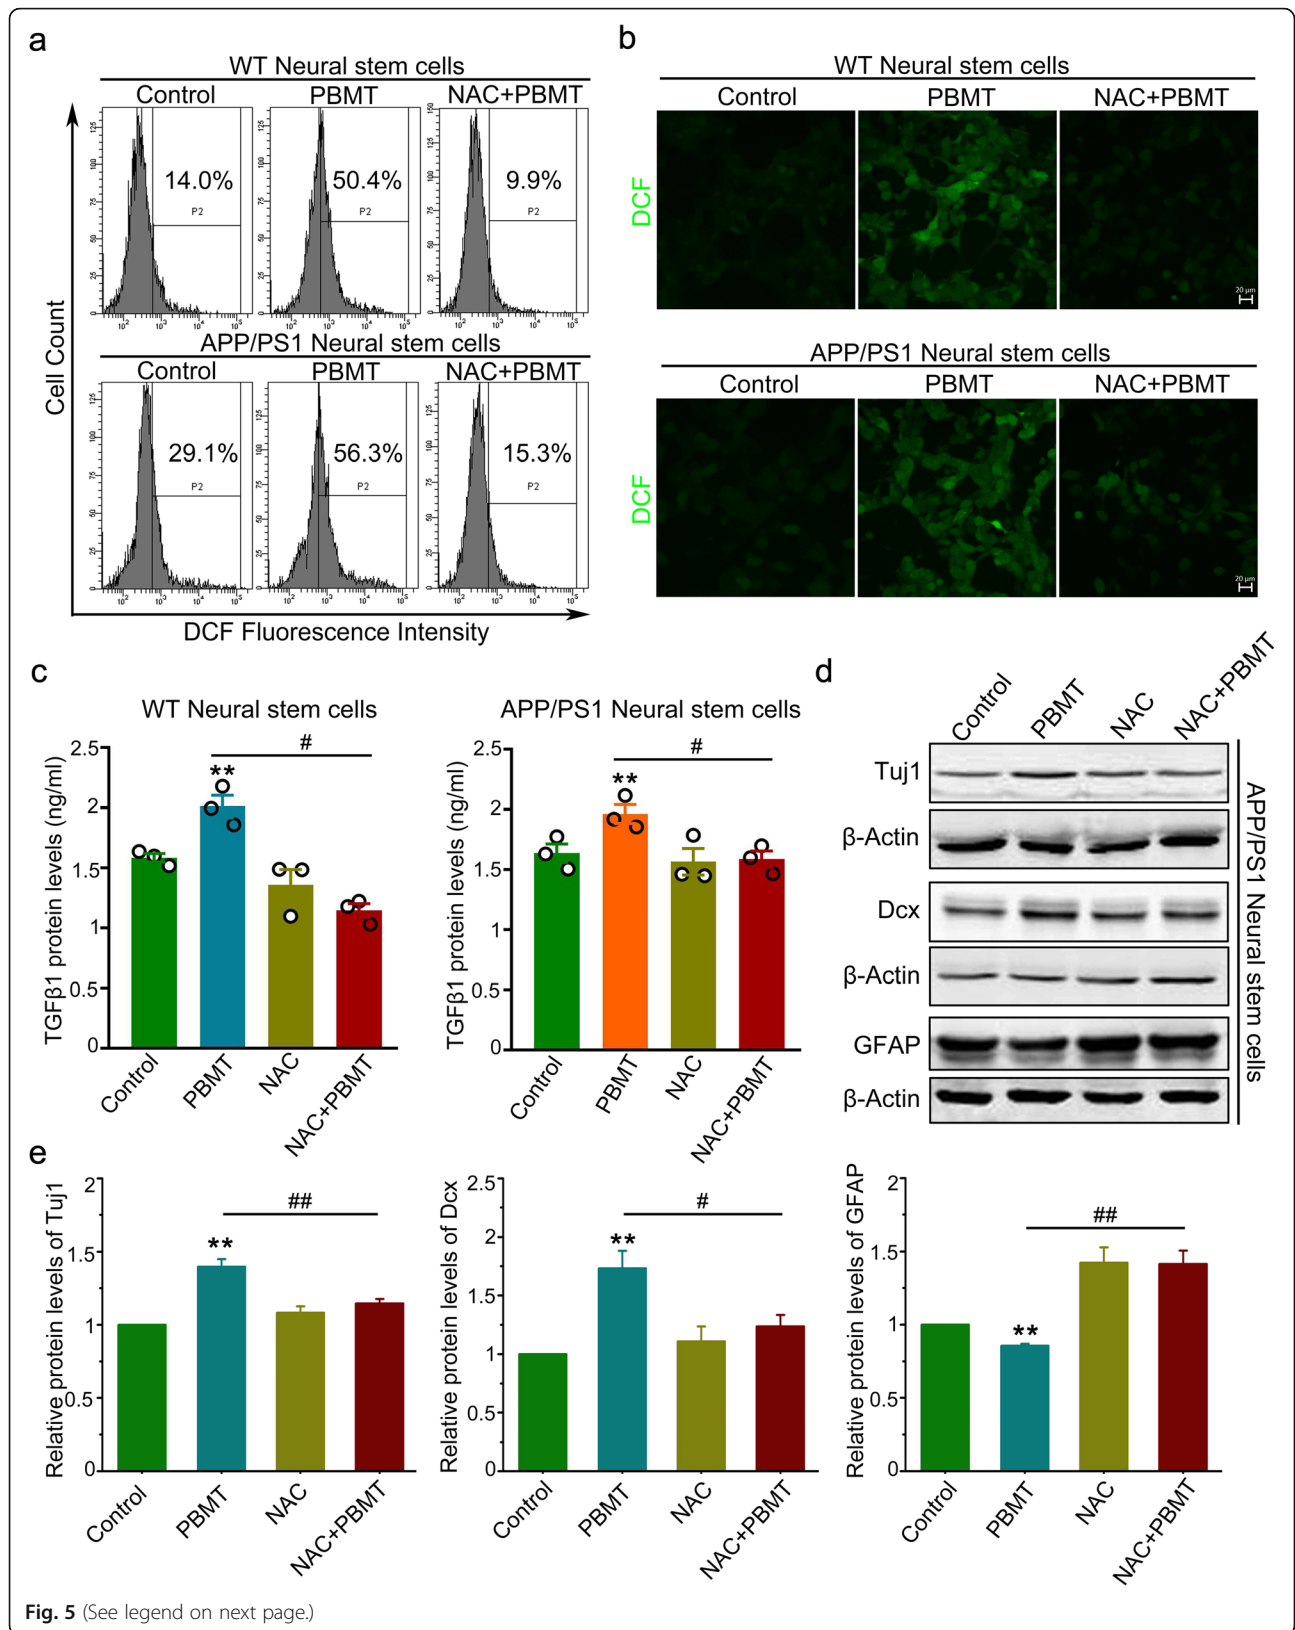 a
WT Neural stem cells
Control PBMT NAC+PBMT
14.0% 50.4% 9.9%
P2 P2 P2
APP/PS1 Neural stem cells
Control PBMT NAC+PBMT
29.1% 56.3% 15.3%
P2 P2 P2
Cell Count
DCF Fluorescence Intensity
b
WT Neural stem cells
Control PBMT NAC+PBMT
DCF
20 µm
APP/PS1 Neural stem cells
Control PBMT NAC+PBMT
DCF
20 µm
c
WT Neural stem cells
TGFβ1 protein levels (ng/ml)
2.5
2
1.5
1
0.5
0
**
#
Control PBMT NAC NAC+PBMT
APP/PS1 Neural stem cells
TGFβ1 protein levels (ng/ml)
2.5
2
1.5
1
0.5
0
**
#
Control PBMT NAC NAC+PBMT
d
Control PBMT NAC NAC+PBMT
Tuj1
β-Actin
Dcx
β-Actin
GFAP
β-Actin
APP/PS1 Neural stem cells
e
Relative protein levels of Tuj1
2
1.5
1
0.5
0
**
##
Control PBMT NAC NAC+PBMT
Relative protein levels of Dcx
2.5
2
1.5
1
0.5
0
**
#
Control PBMT NAC NAC+PBMT
Relative protein levels of GFAP
2
1.5
1
0.5
0
**
##
Control PBMT NAC NAC+PBMT
Fig. 5 (See legend on next page.)